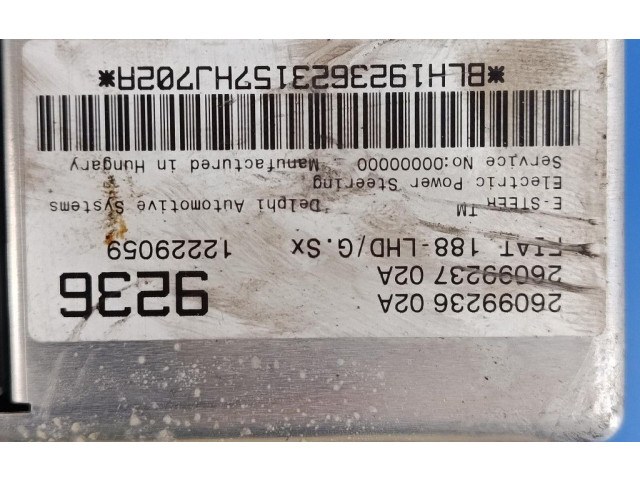 26099236 02A 9236
26099237 02A
FIAT 188-LHD/G.Sx 12229059
E-STEER TM Delphi Automotive Systems
Electric Power Steering
Service No:00000000 Manufactured in Hungary
*BLH1923623157HJ702A*